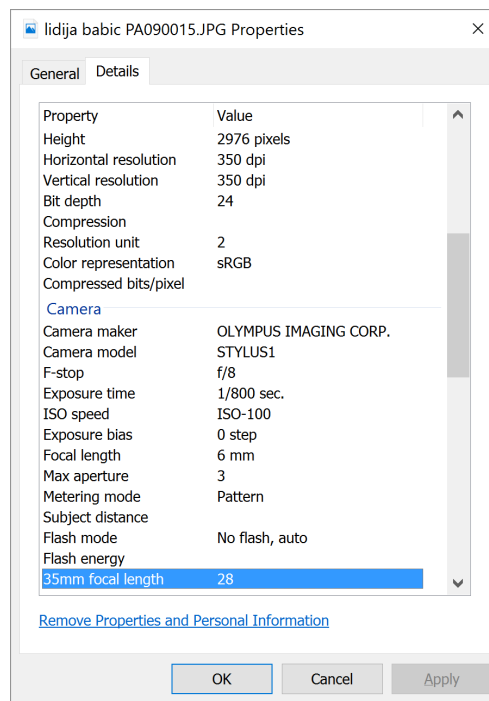 lidija babic PA090015.JPG Properties
General Details
Property Value
Height 2976 pixels
Horizontal resolution 350 dpi
Vertical resolution 350 dpi
Bit depth 24
Compression
Resolution unit 2
Color representation sRGB
Compressed bits/pixel
Camera
Camera maker OLYMPUS IMAGING CORP.
Camera model STYLUS1
F-stop f/8
Exposure time 1/800 sec.
ISO speed ISO-100
Exposure bias 0 step
Focal length 6 mm
Max aperture 3
Metering mode Pattern
Subject distance
Flash mode No flash, auto
Flash energy
35mm focal length 28
Remove Properties and Personal Information
OK Cancel Apply